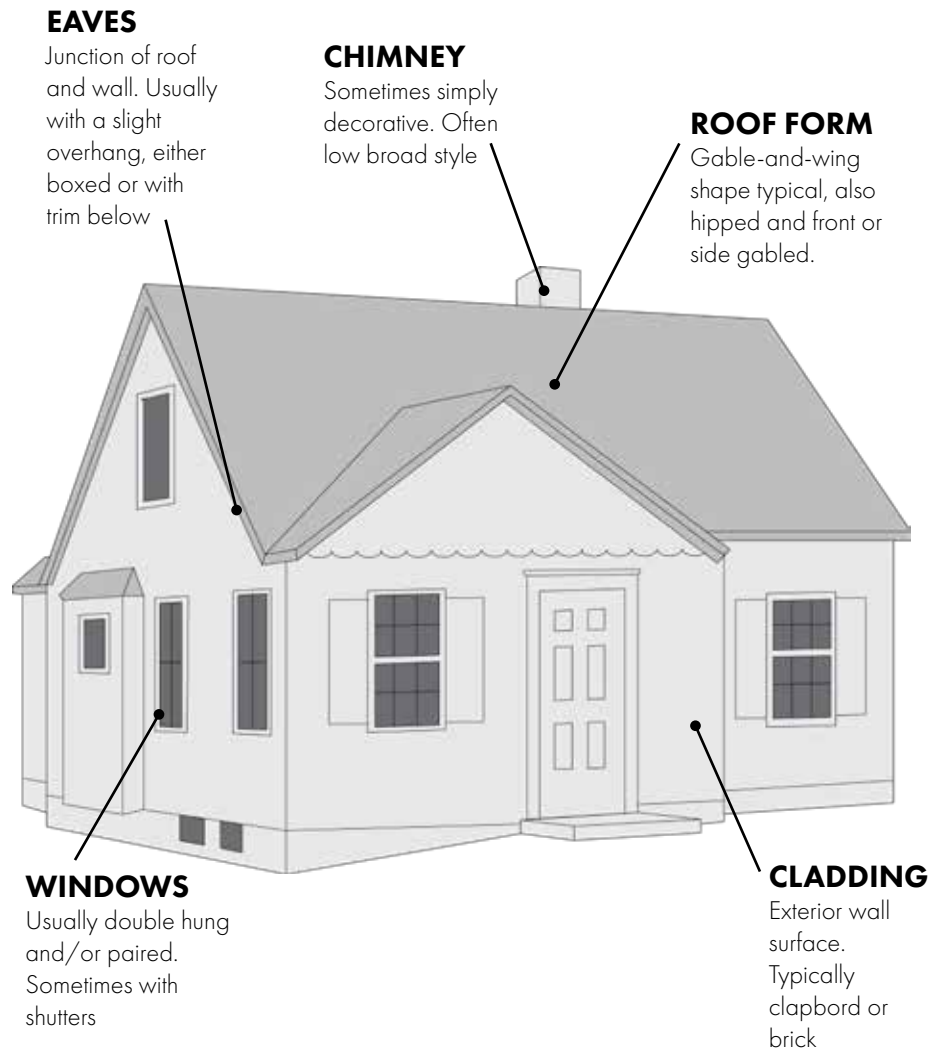 EAVES
Junction of roof
and wall. Usually
with a slight
overhang, either
boxed or with
trim below
CHIMNEY
Sometimes simply
decorative. Often
low broad style
ROOF FORM
Gable-and-wing
shape typical, also
hipped and front or
side gabled.
WINDOWS
Usually double hung
and/or paired.
Sometimes with
shutters
CLADDING
Exterior wall
surface.
Typically
clapbord or
brick